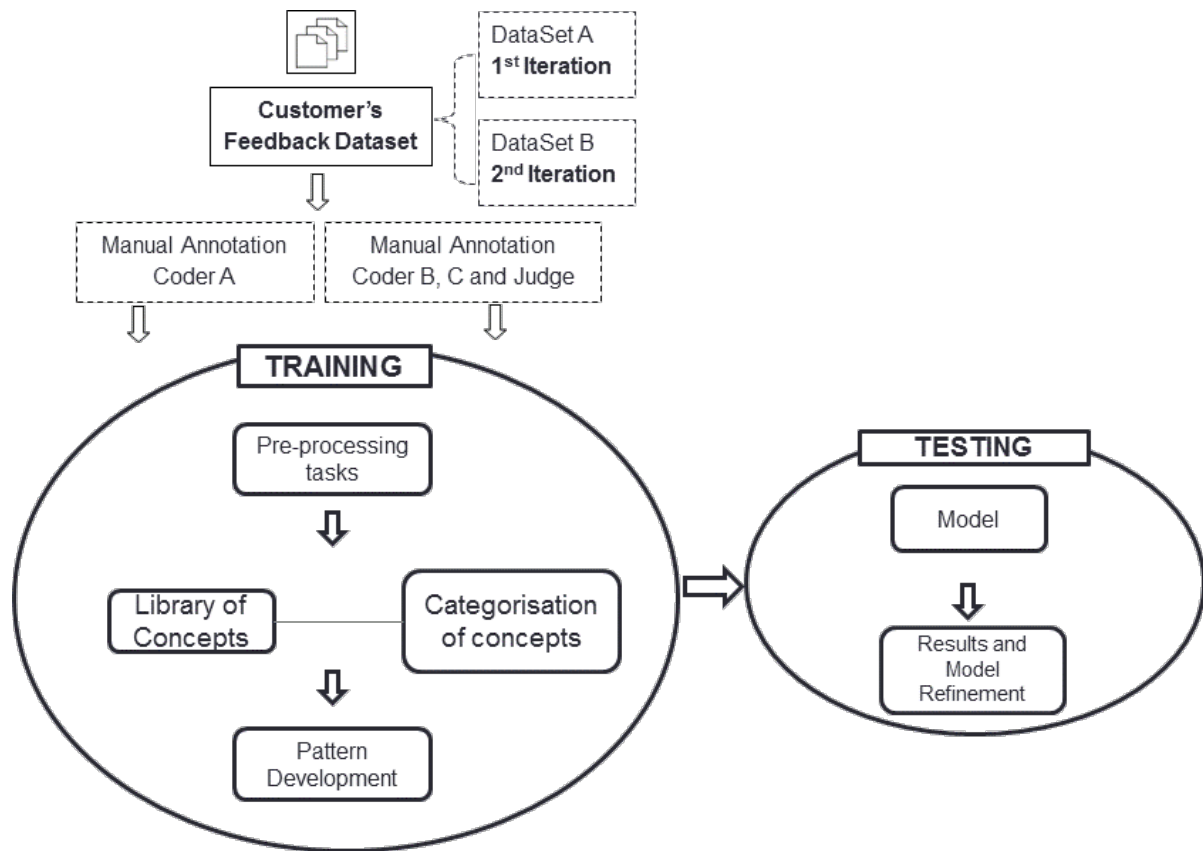 DataSet A
1st Iteration
Customer's
Feedback Dataset
DataSet B
2nd Iteration
Manual Annotation
Coder A
Manual Annotation
Coder B, C and Judge
TRAINING
Pre-processing
tasks
Library of
Concepts
Categorisation
of concepts
Pattern
Development
TESTING
Model
Results and
Model
Refinement